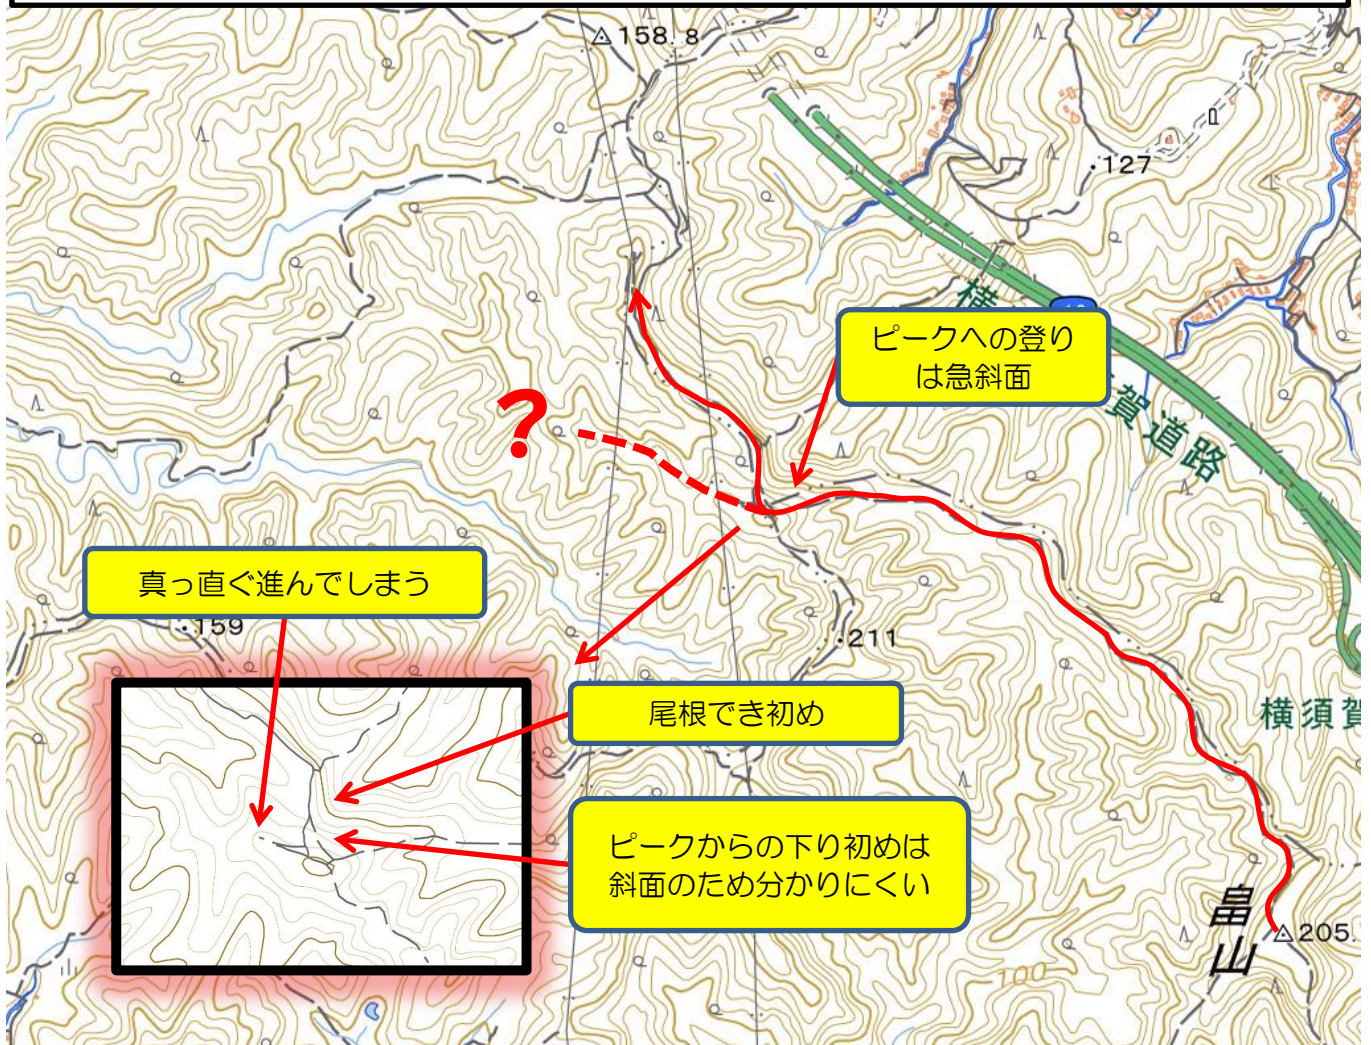 158.8
127
横
賀道路
ピークへの登り
は急斜面
?
真っ直ぐ進んでしまう
159
211
尾根でき初め
横須賀
ピークからの下り初めは
斜面のため分かりにくい
畠山
205.
100